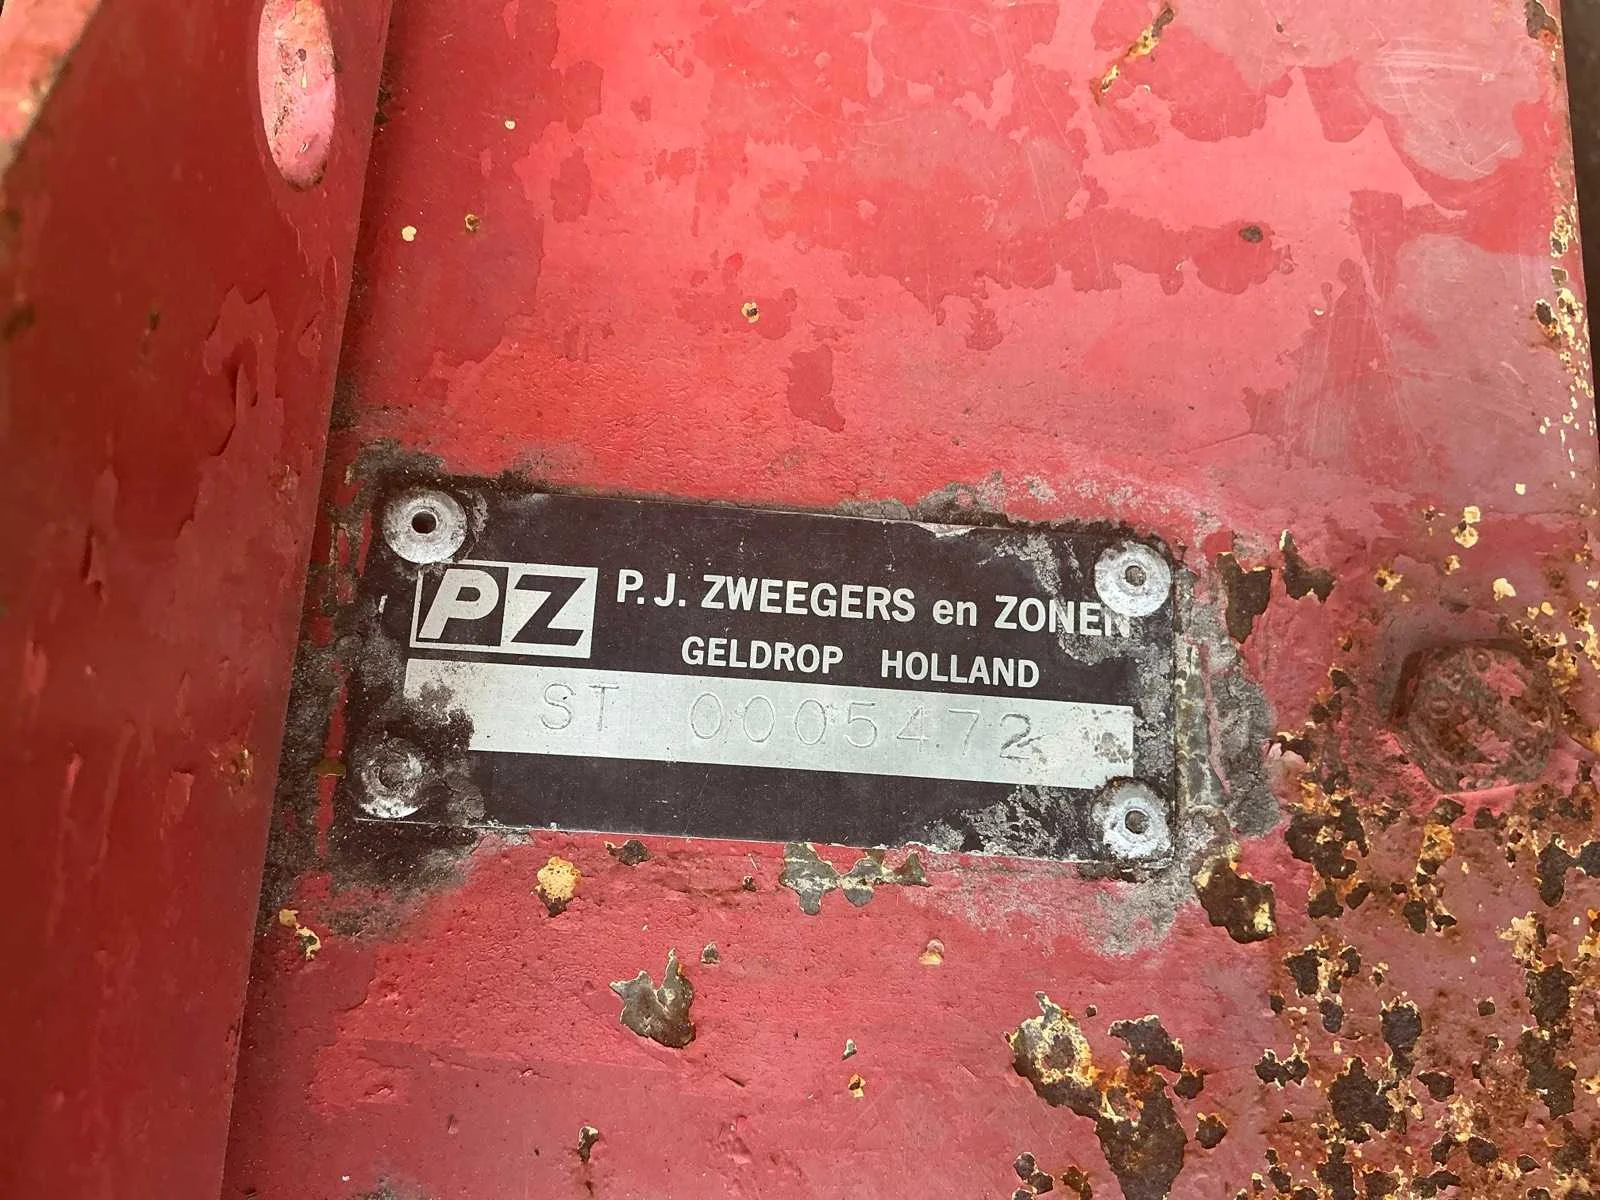 PZ P.J. ZWEEGERS en ZONEN
GELDROP HOLLAND
ST 0005472